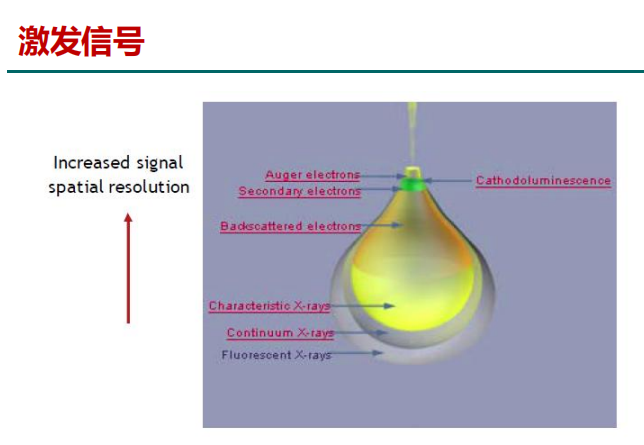 激发信号
Increased signal
spatial resolution
Auger electrons
Secondary electrons
Cathodoluminescence
Backscattered electrons
Characteristic X-rays
Continuum X-rays
Fluorescent X-rays